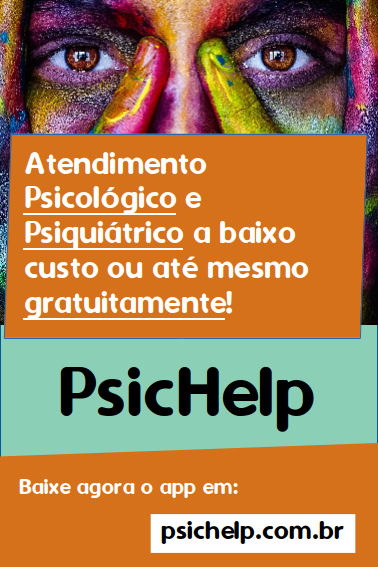 Atendimento
Psicológico e
Psiquiátrico a baixo
custo ou até mesmo
gratuitamente!
PsicHelp
Baixe agora o app em:
psichelp.com.br